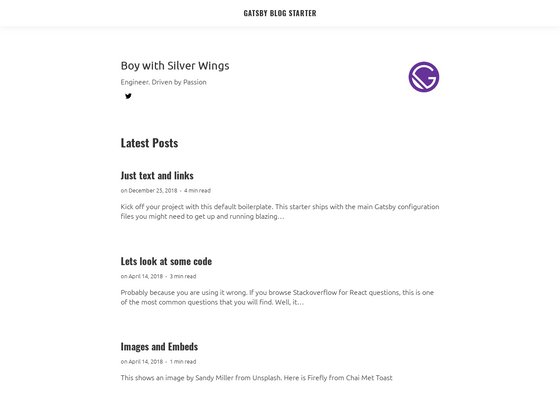 GATSBY BLOG STARTER
Boy with Silver Wings
Engineer. Driven by Passion
Latest Posts
Just text and links
on December 25, 2018 - 4 min read
Kick off your project with this default boilerplate. This starter ships with the main Gatsby configuration
files you might need to get up and running blazing…
Lets look at some code
on April 14, 2018 - 3 min read
Probably because you are using it wrong. If you browse Stackoverflow for React questions, this is one
of the most common questions that you will find. Well, it…
Images and Embeds
on April 14, 2018 - 1 min read
This shows an image by Sandy Miller from Unsplash. Here is Firefly from Chai Met Toast